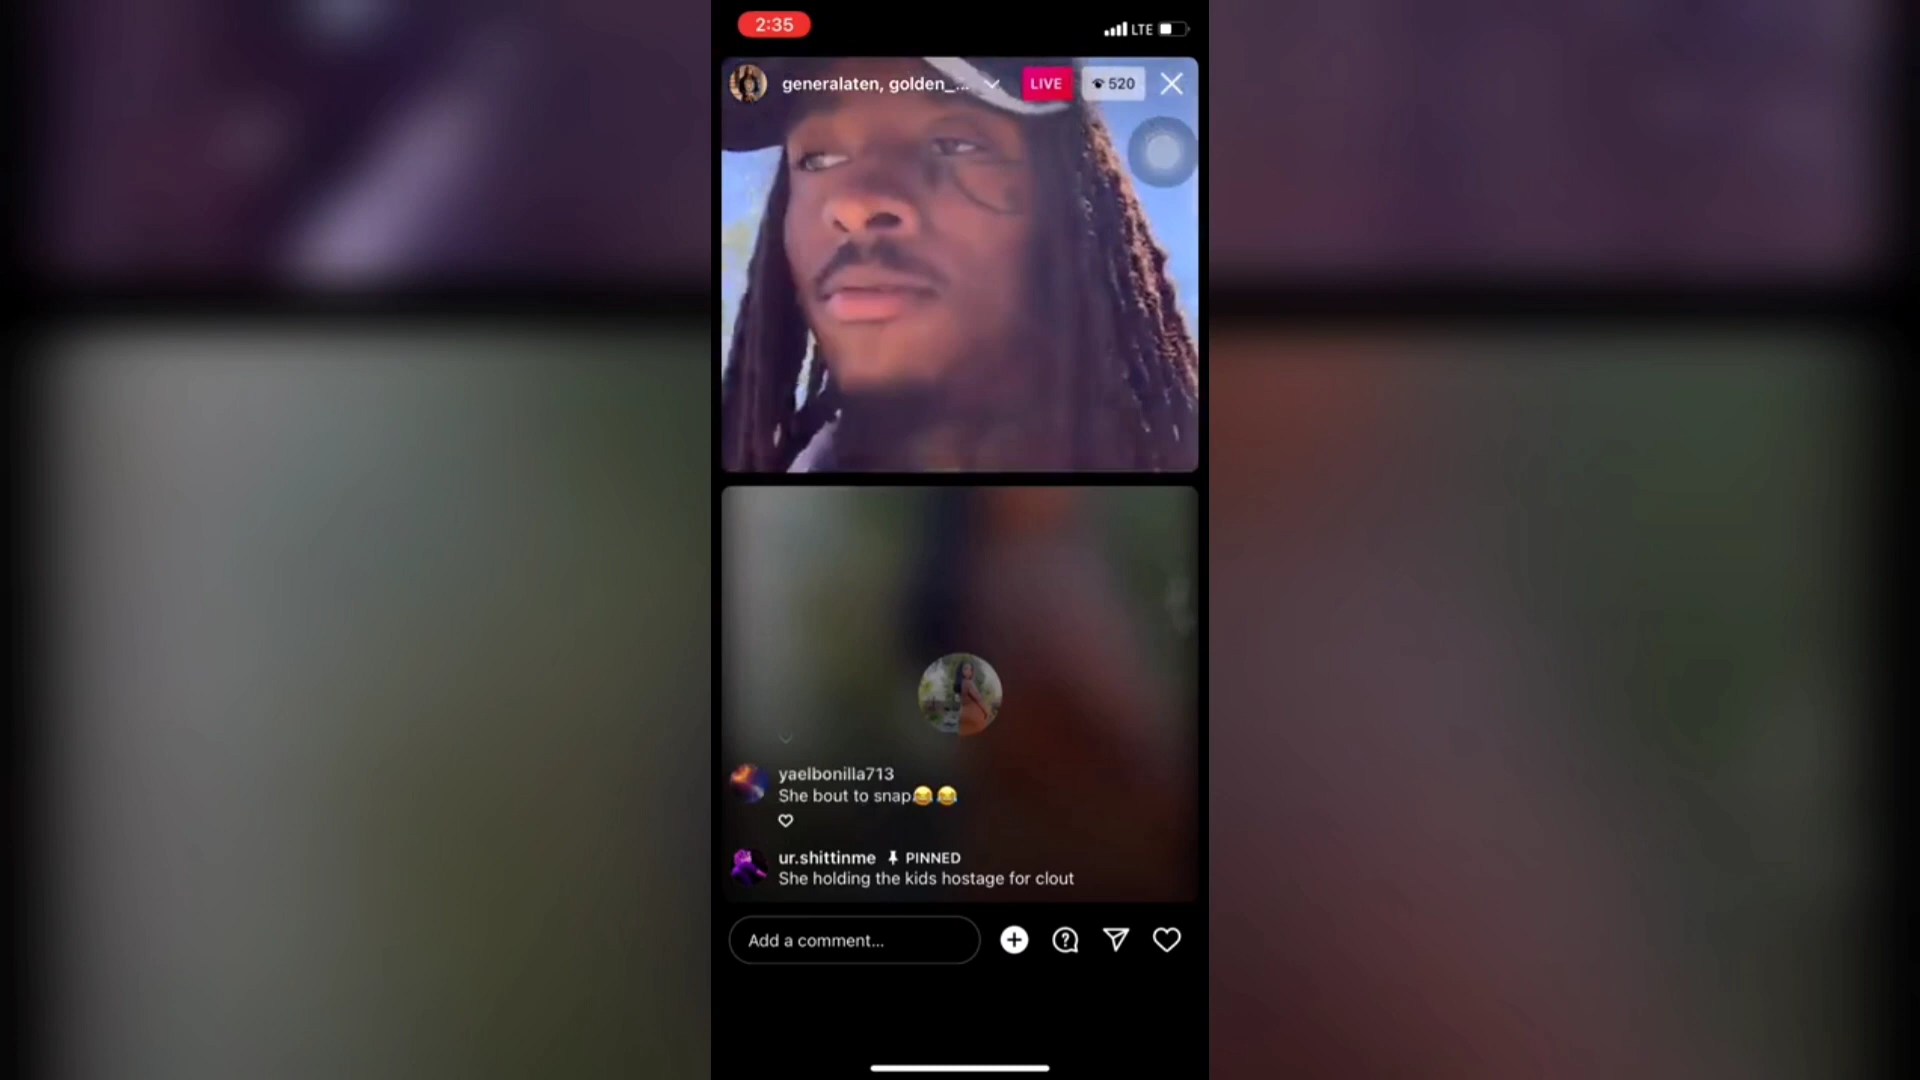 2:35
LTE
generalaten, golden_...
LIVE
520
yaelbonilla713
She bout to snap😂😂
ur.shittinme PINNED
She holding the kids hostage for clout
Add a comment...